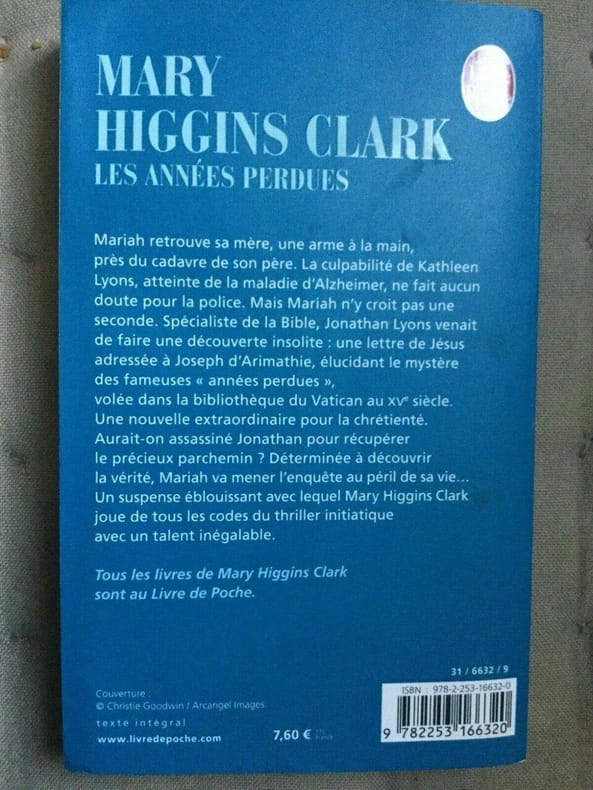 MARY
HIGGINS CLARK
LES ANNÉES PERDUES
Mariah retrouve sa mère, une arme à la main,
près du cadavre de son père. La culpabilité de Kathleen
Lyons, atteinte de la maladie d'Alzheimer, ne fait aucun
doute pour la police. Mais Mariah n'y croit pas une
seconde. Spécialiste de la Bible, Jonathan Lyons venait
de faire une découverte insolite : une lettre de Jésus
adressée à Joseph d'Arimathie, élucidant le mystère
des fameuses « années perdues »,
volée dans la bibliothèque du Vatican au XVe siècle.
Une nouvelle extraordinaire pour la chrétienté.
Aurait-on assassiné Jonathan pour récupérer
le précieux parchemin ? Déterminée à découvrir
la vérité, Mariah va mener l'enquête au péril de sa vie...
Un suspense éblouissant avec lequel Mary Higgins Clark
joue de tous les codes du thriller initiatique
avec un talent inégalable.
Tous les livres de Mary Higgins Clark
sont au Livre de Poche.
31 / 6632 / 9
Couverture :
© Christie Goodwin / Arcangel Images.
texte intégral
www.livredepoche.com
7,60 €
France
ISBN : 978-2-253-16632-0
9 782253 166320